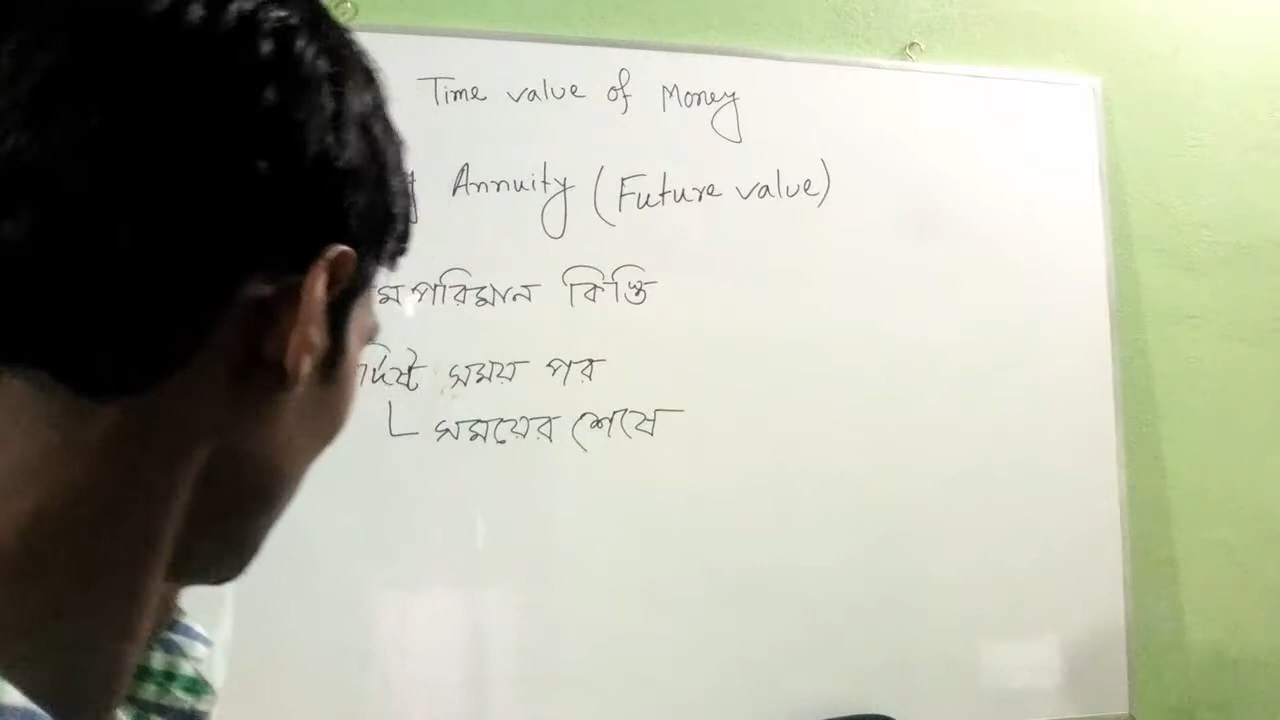 Time value of Money
Annuity (Future value)
পরিমান কিস্তি
সময় পর
সময়ের শেষে